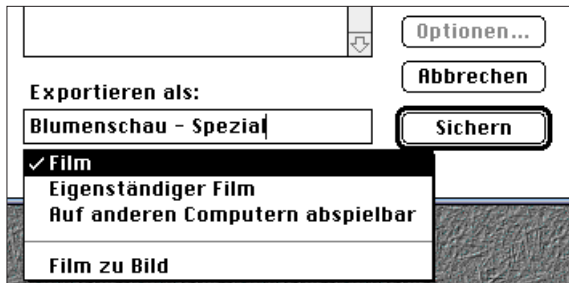 Optionen...
Abbrechen
Exportieren als:
Blumenschau - Spezial
Sichern
✓ Film
Eigenständiger Film
Auf anderen Computern abspielbar
Film zu Bild